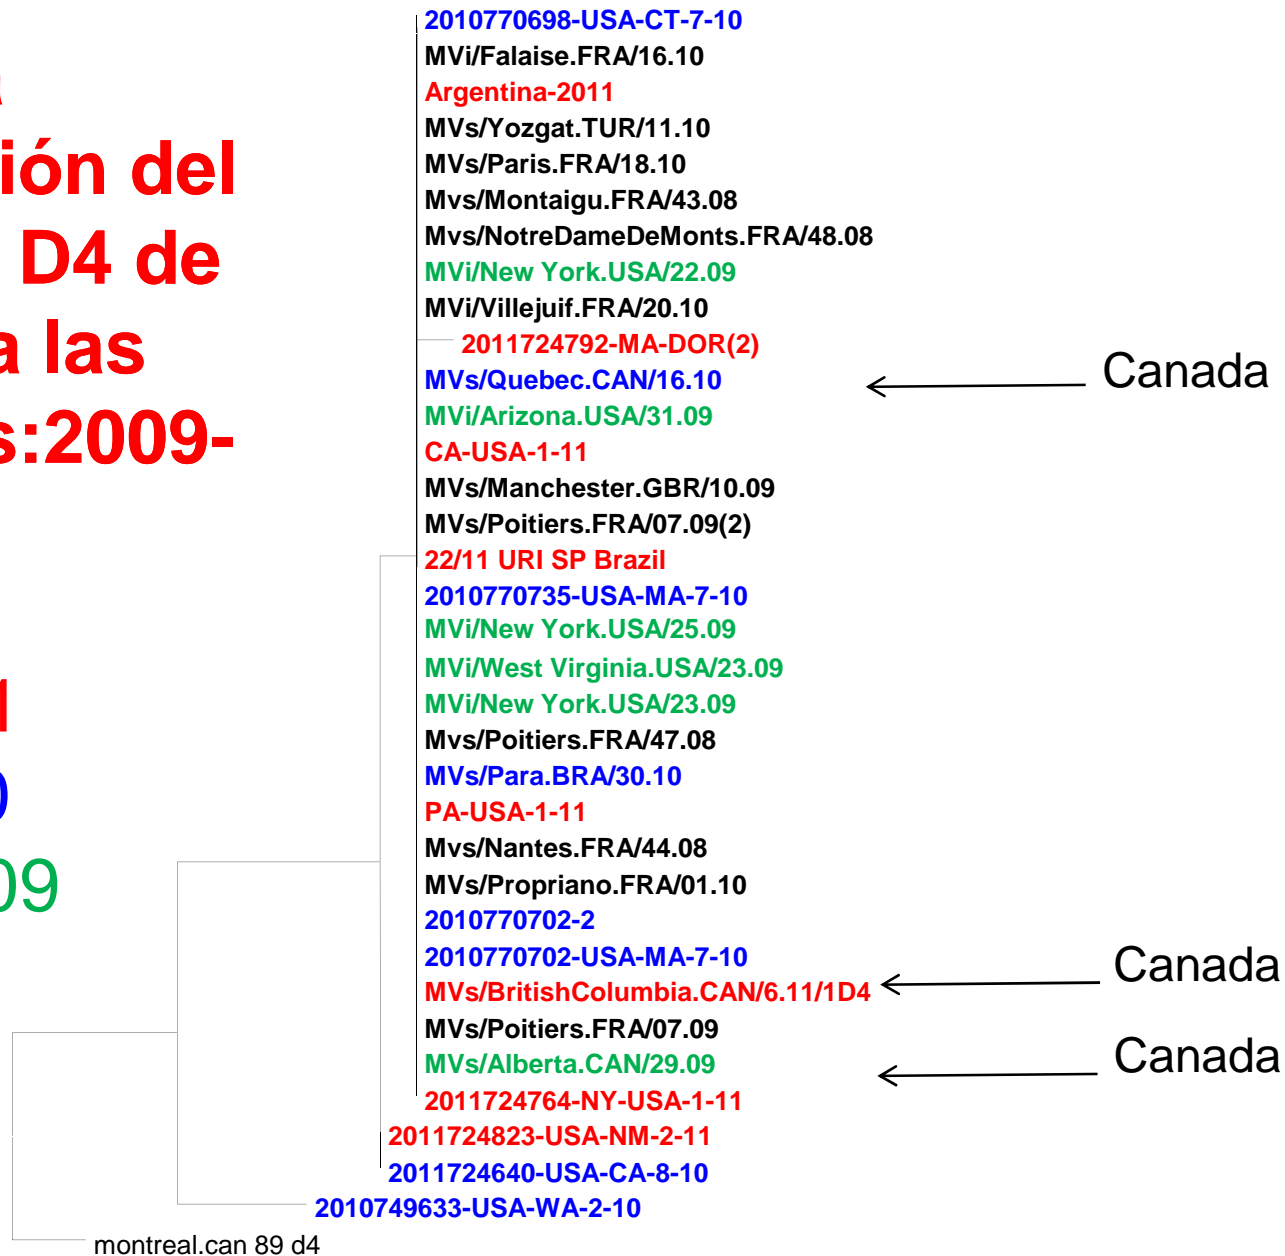 ión del
D4 de
a las
s:2009-
09
2010770698-USA-CT-7-10
MVi/Falaise.FRA/16.10
Argentina-2011
MVs/Yozgat.TUR/11.10
MVs/Paris.FRA/18.10
Mvs/Montaigu.FRA/43.08
Mvs/NotreDameDeMonts.FRA/48.08
MVi/New York.USA/22.09
MVi/Villejuif.FRA/20.10
2011724792-MA-DOR(2)
MVs/Quebec.CAN/16.10
Canada
MVi/Arizona.USA/31.09
CA-USA-1-11
MVs/Manchester.GBR/10.09
MVs/Poitiers.FRA/07.09(2)
22/11 URI SP Brazil
2010770735-USA-MA-7-10
MVi/New York.USA/25.09
MVi/West Virginia.USA/23.09
MVi/New York.USA/23.09
Mvs/Poitiers.FRA/47.08
MVs/Para.BRA/30.10
PA-USA-1-11
Mvs/Nantes.FRA/44.08
MVs/Propriano.FRA/01.10
2010770702-2
2010770702-USA-MA-7-10
MVs/BritishColumbia.CAN/6.11/1D4
Canada
MVs/Poitiers.FRA/07.09
MVs/Alberta.CAN/29.09
Canada
2011724764-NY-USA-1-11
2011724823-USA-NM-2-11
2011724640-USA-CA-8-10
2010749633-USA-WA-2-10
montreal.can 89 d4